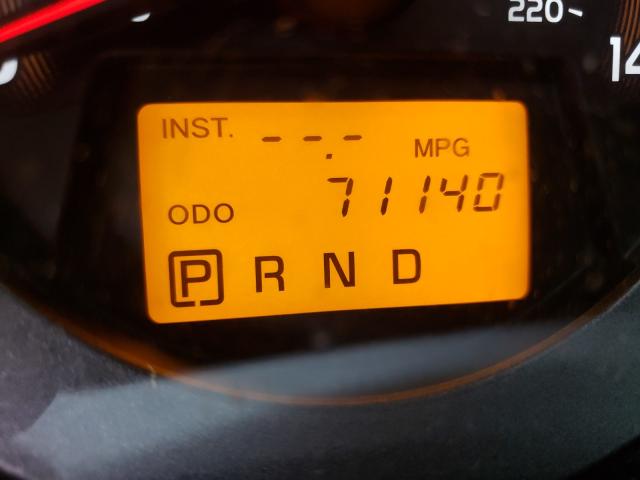 220
14
INST. --.- MPG
ODO 71140
P R N D